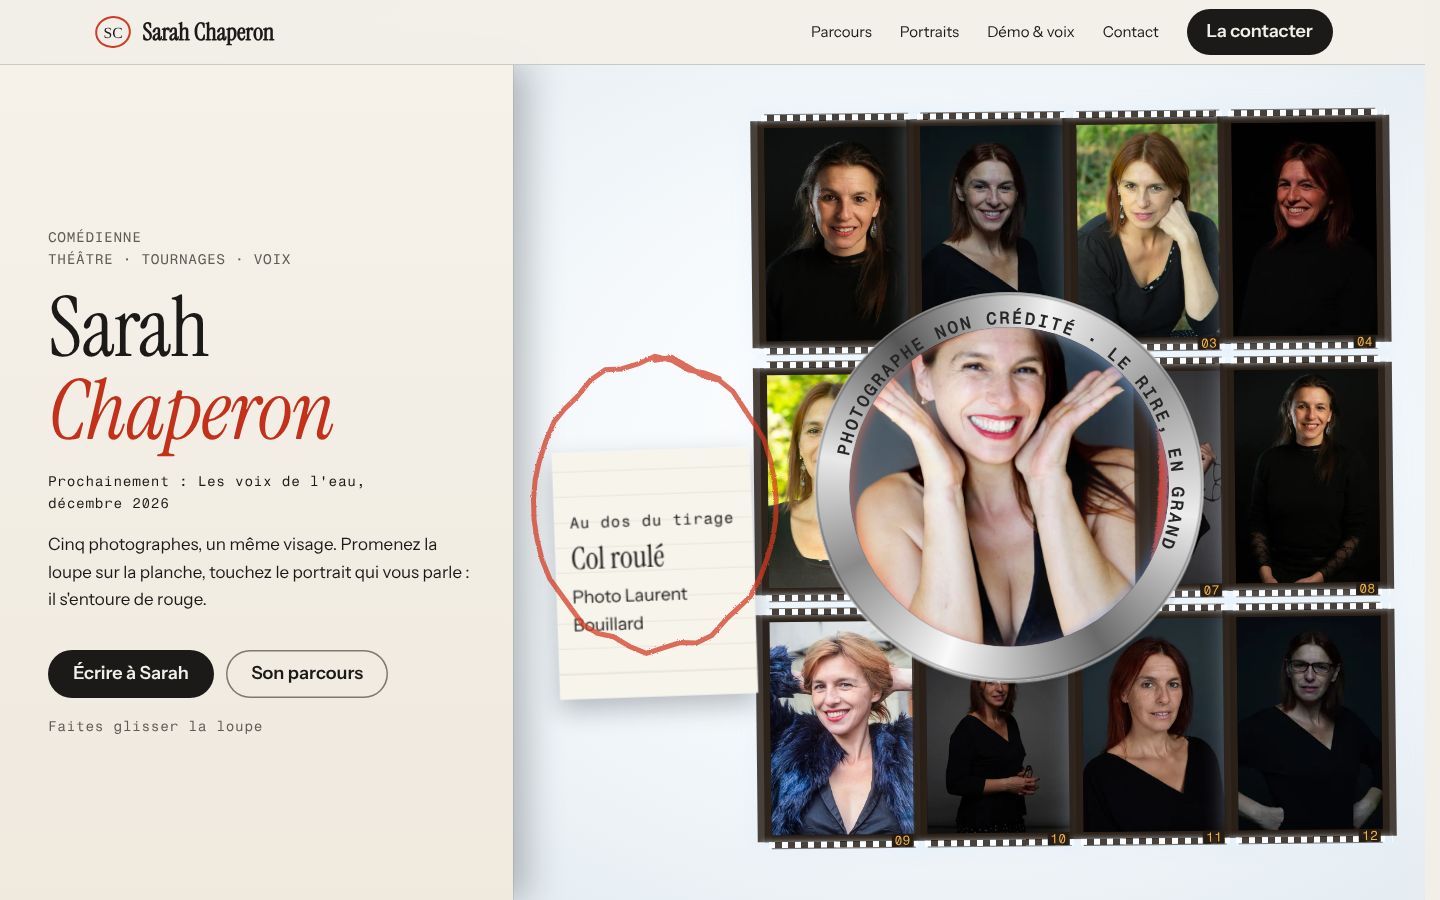 SC
Sarah Chaperon
Parcours
Portraits
Démo & voix
Contact
La contacter
COMÉDIENNE
THÉÂTRE · TOURNAGES · VOIX
Sarah
Chaperon
Prochainement : Les voix de l'eau,
décembre 2026
Cinq photographes, un même visage. Promenez la
loupe sur la planche, touchez le portrait qui vous parle :
il s'entoure de rouge.
Écrire à Sarah
Son parcours
Faites glisser la loupe
Au dos du tirage
Col roulé
Photo Laurent
Bouillard
PHOTOGRAPHE NON CRÉDITÉ · LE RIRE, EN GRAND
03
04
07
08
09
10
11
12